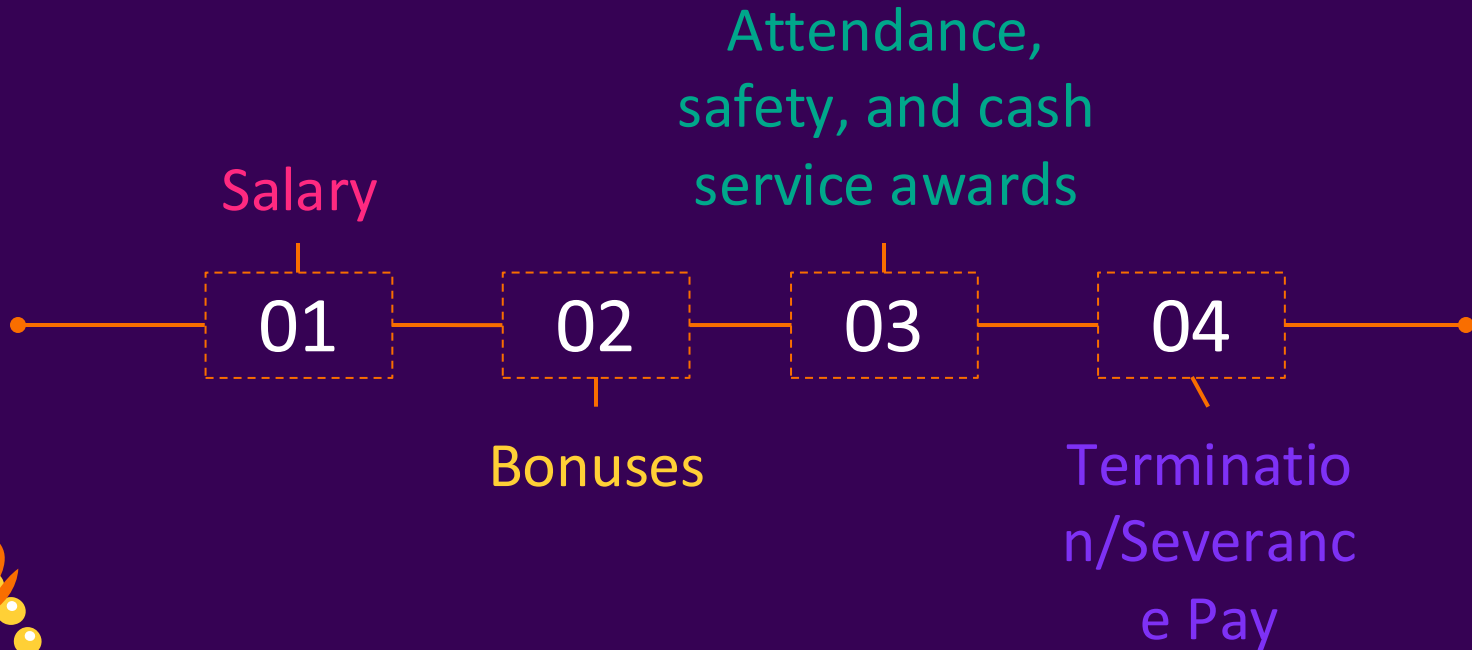 Attendance,
safety, and cash
service awards
Salary
01
02
03
04
Bonuses
Terminatio
n/Severanc
e Pay